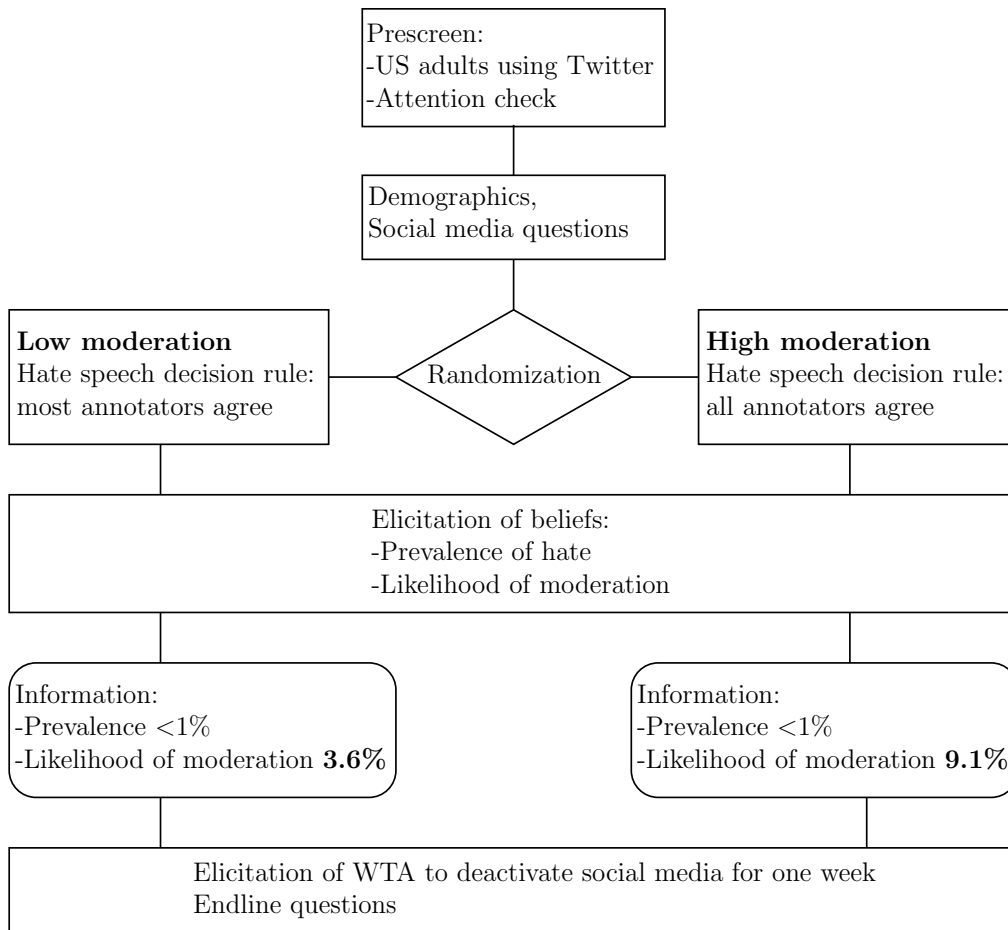 Prescreen:
-US adults using Twitter
-Attention check
Demographics,
Social media questions
Low moderation
Hate speech decision rule:
most annotators agree
Randomization
High moderation
Hate speech decision rule:
all annotators agree
Elicitation of beliefs:
-Prevalence of hate
-Likelihood of moderation
Information:
-Prevalence <1%
-Likelihood of moderation 3.6%
Information:
-Prevalence <1%
-Likelihood of moderation 9.1%
Elicitation of WTA to deactivate social media for one week
Endline questions